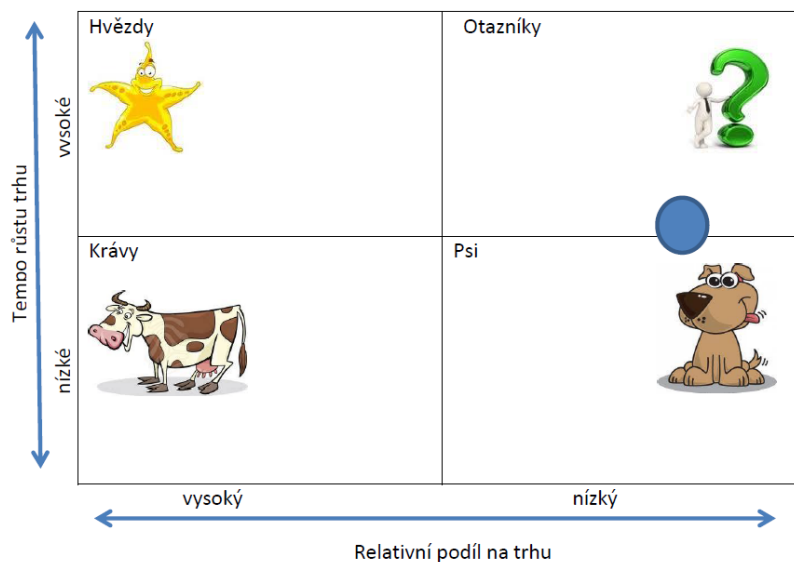 Hvězdy
Otazníky
vysoké
Tempo růstu trhu
Krávy
Psi
nízké
vysoký
nízký
Relativní podíl na trhu